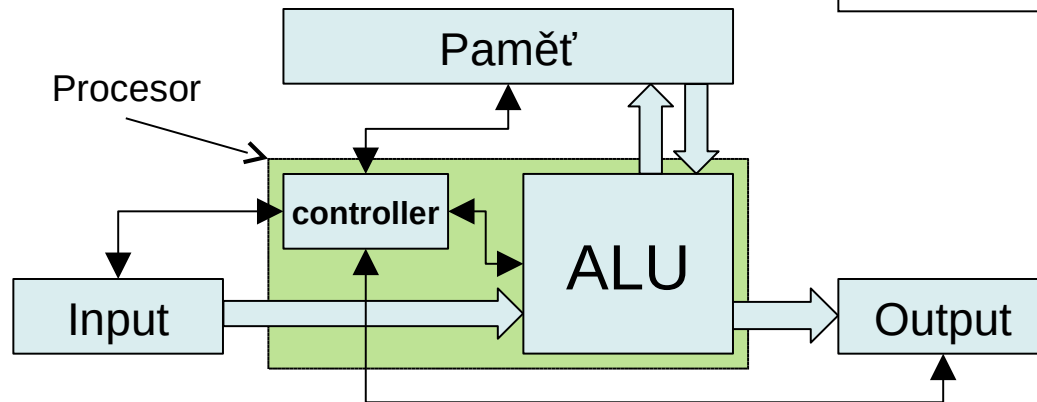 Paměť
Procesor
controller
ALU
Input
Output